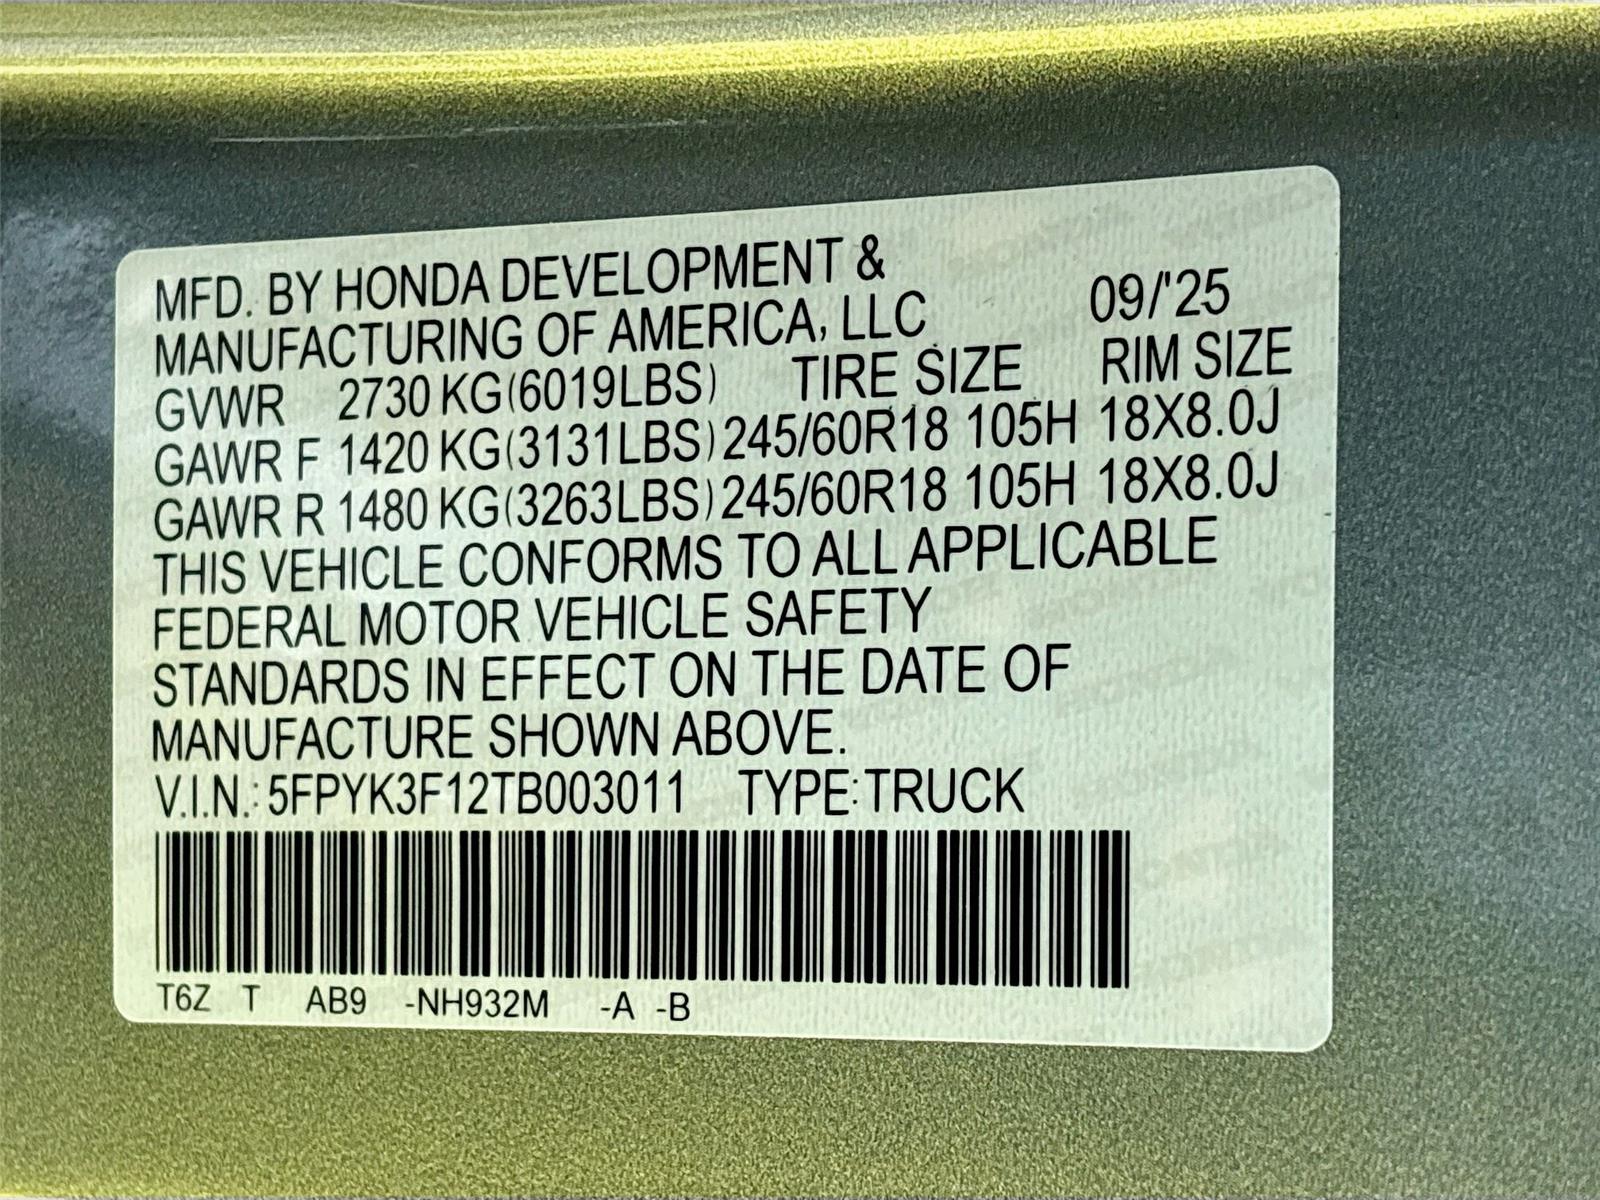 MFD. BY HONDA DEVELOPMENT &
MANUFACTURING OF AMERICA, LLC 09/'25
GVWR 2730 KG(6019LBS) TIRE SIZE RIM SIZE
GAWR F 1420 KG(3131LBS) 245/60R18 105H 18X8.0J
GAWR R 1480 KG(3263LBS) 245/60R18 105H 18X8.0J
THIS VEHICLE CONFORMS TO ALL APPLICABLE
FEDERAL MOTOR VEHICLE SAFETY
STANDARDS IN EFFECT ON THE DATE OF
MANUFACTURE SHOWN ABOVE.
V.I.N.: 5FPYK3F12TB003011 TYPE:TRUCK
T6Z T AB9 -NH932M -A -B